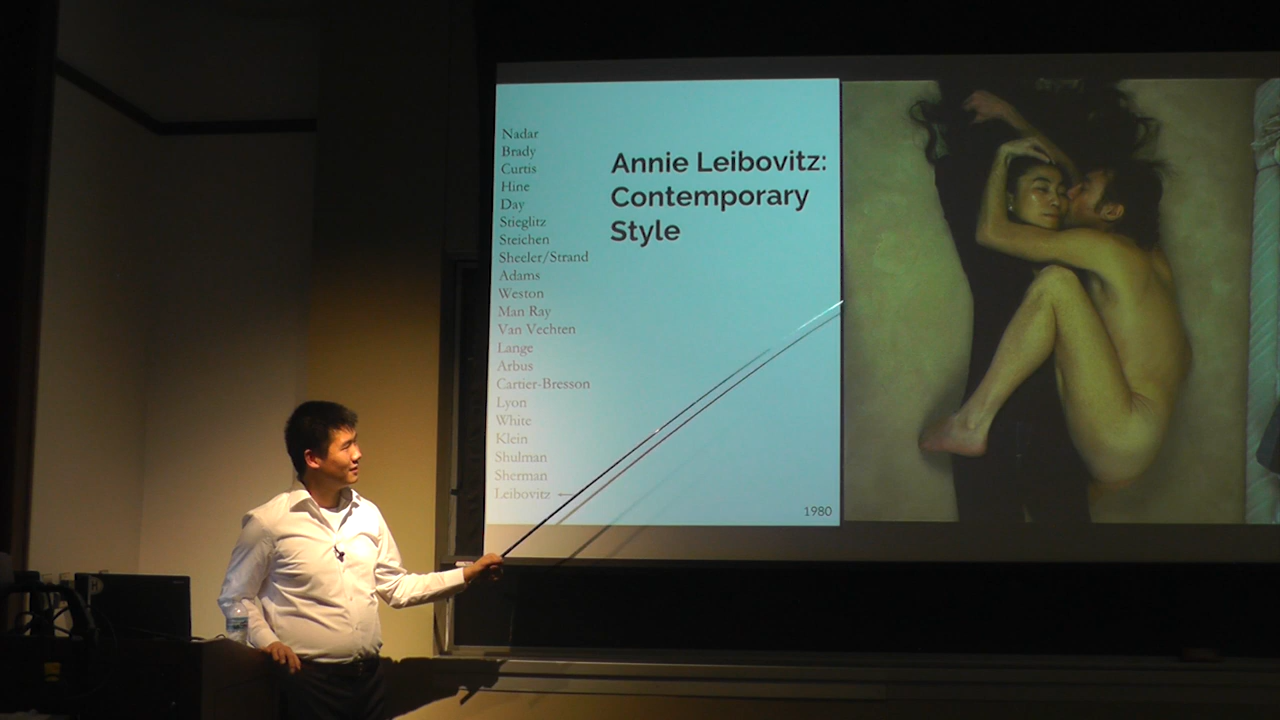 Nadar
Brady
Curtis
Hine
Day
Stieglitz
Steichen
Sheeler/Strand
Adams
Weston
Man Ray
Van Vechten
Lange
Arbus
Cartier-Bresson
Lyon
White
Klein
Shulman
Sherman
Leibovitz ←
Annie Leibovitz:
Contemporary
Style
1980